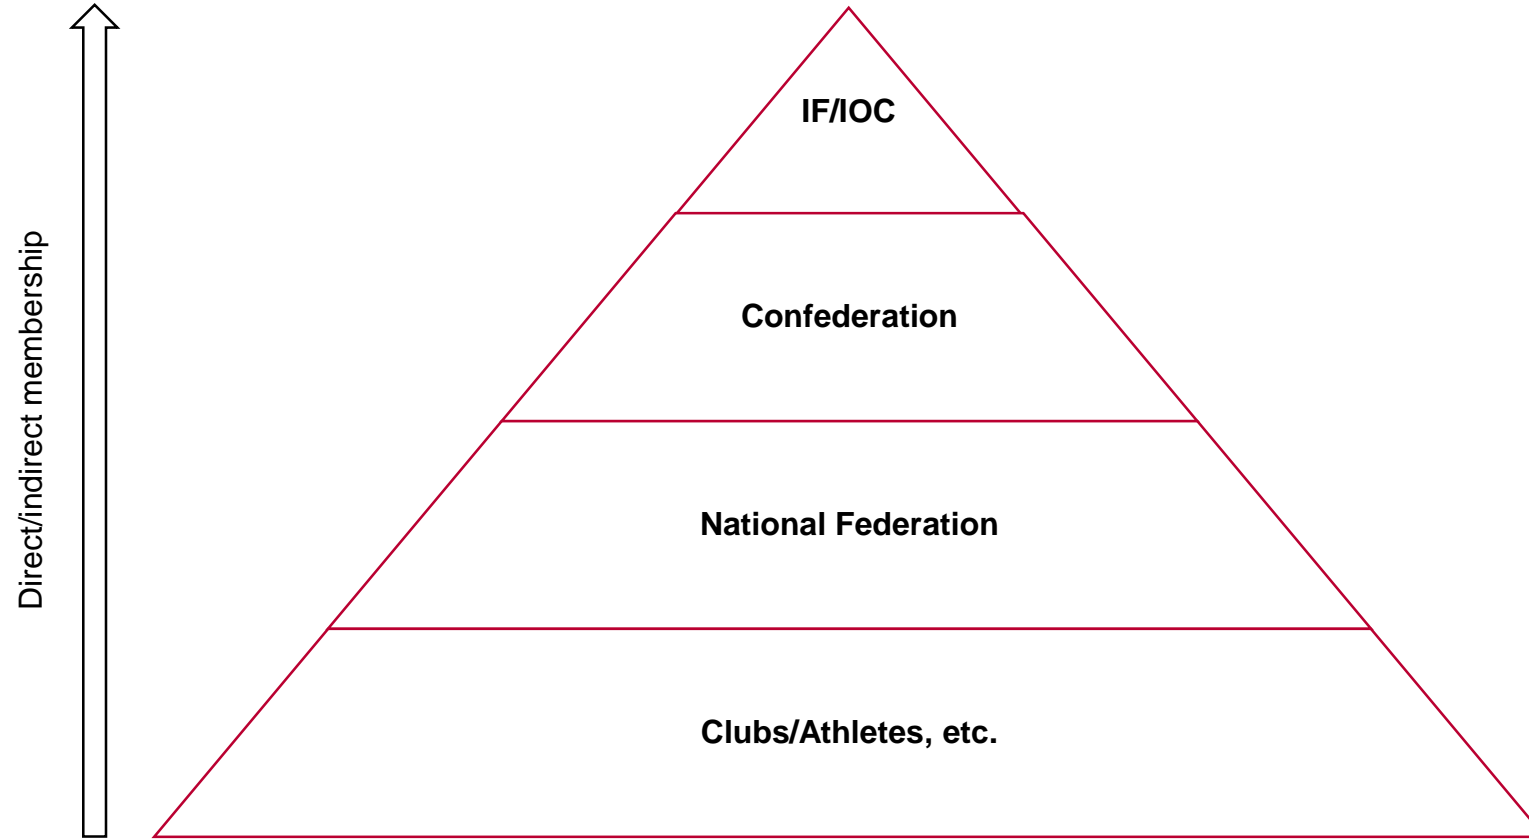 IF/IOC
Confederation
Direct/indirect membership
National Federation
Clubs/Athletes, etc.